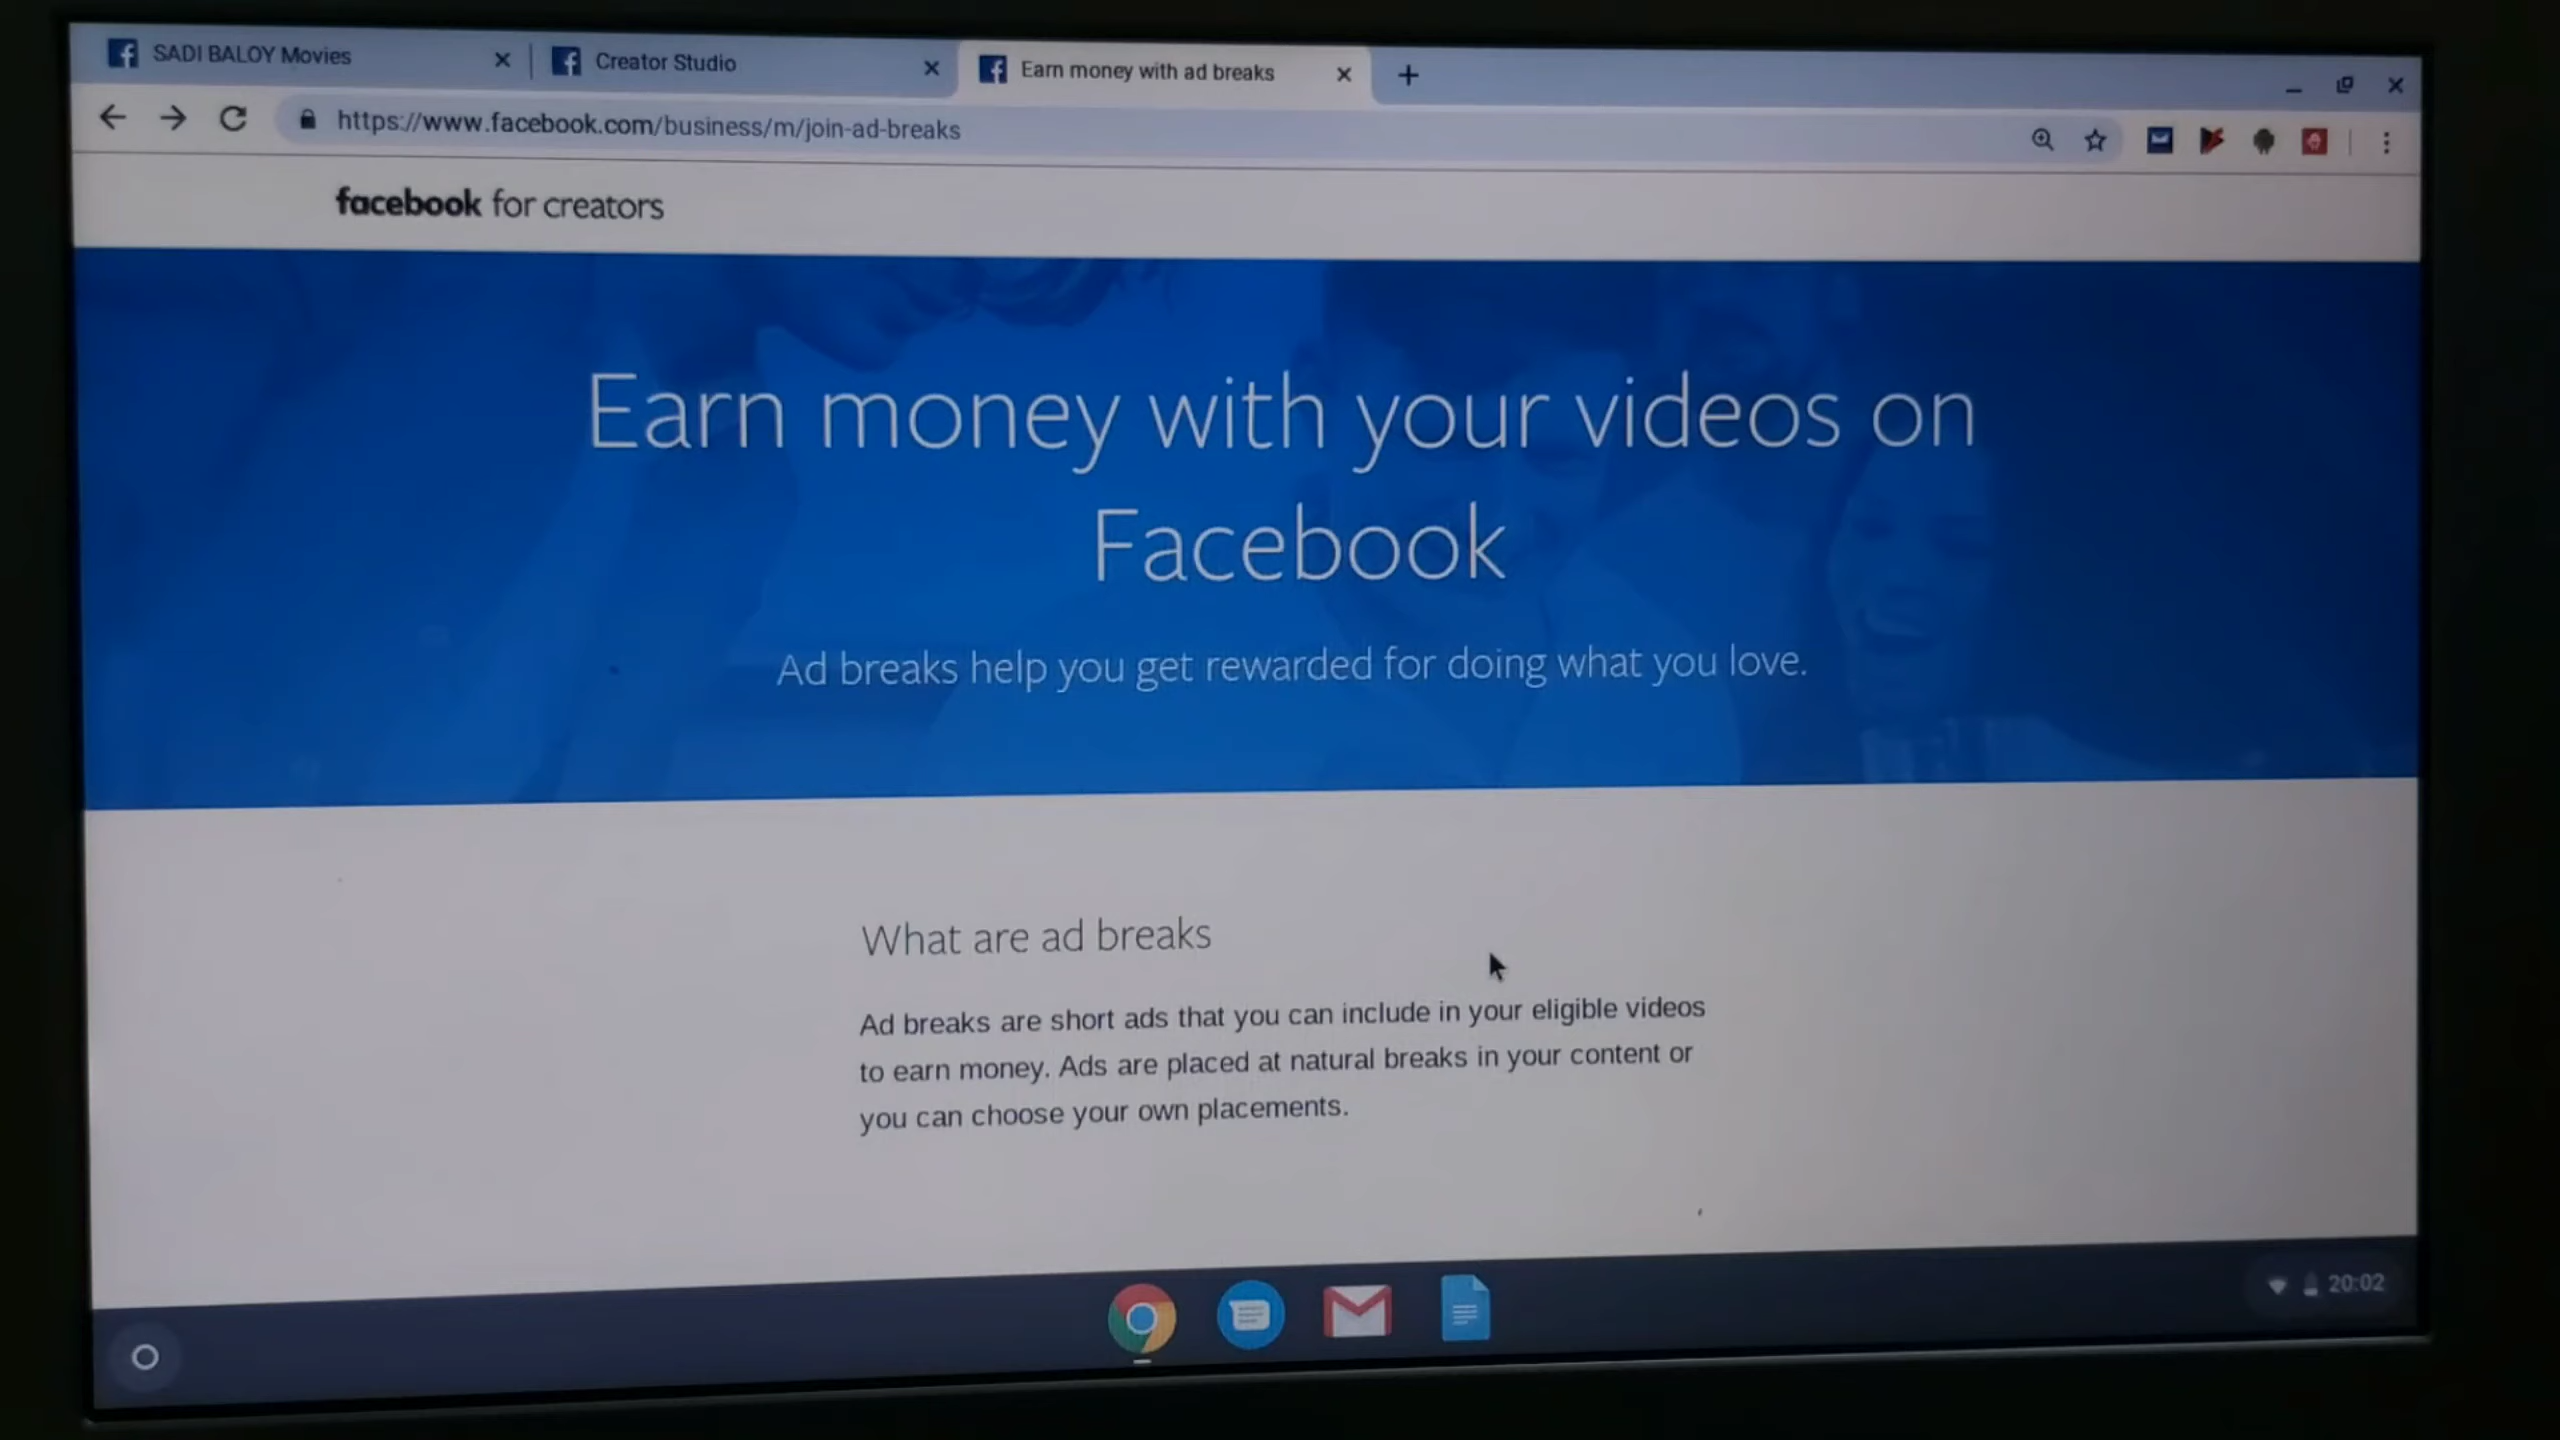 SADI BALOY Movies
Creator Studio
Earn money with ad breaks
https://www.facebook.com/business/m/join-ad-breaks
facebook for creators
Earn money with your videos on
Facebook
Ad breaks help you get rewarded for doing what you love.
What are ad breaks
Ad breaks are short ads that you can include in your eligible videos
to earn money. Ads are placed at natural breaks in your content or
you can choose your own placements.
20:02